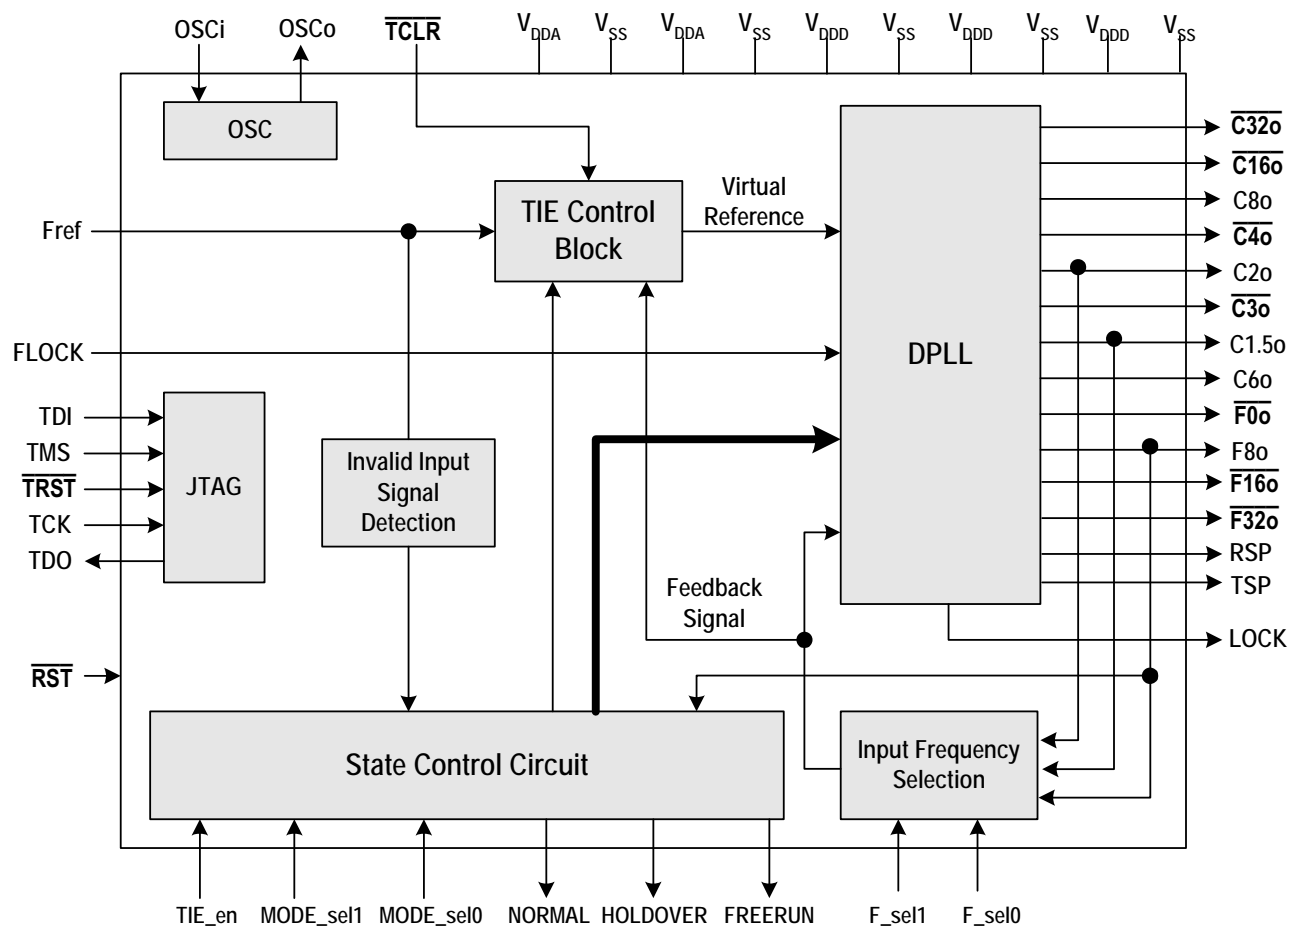 OSCi
OSCo
TCLR
VDDA
VSS
VDDA
VSS
VDDD
VSS
VDDD
VSS
VDDD
VSS
OSC
TIE Control
Block
Virtual
Reference
DPLL
Fref
FLOCK
TDI
TMS
TRST
TCK
TDO
JTAG
Invalid Input
Signal
Detection
Feedback
Signal
RST
State Control Circuit
Input Frequency
Selection
C32o
C16o
C8o
C4o
C2o
C3o
C1.5o
C6o
F0o
F8o
F16o
F32o
RSP
TSP
LOCK
TIE_en
MODE_sel1
MODE_sel0
NORMAL
HOLDOVER
FREERUN
F_sel1
F_sel0